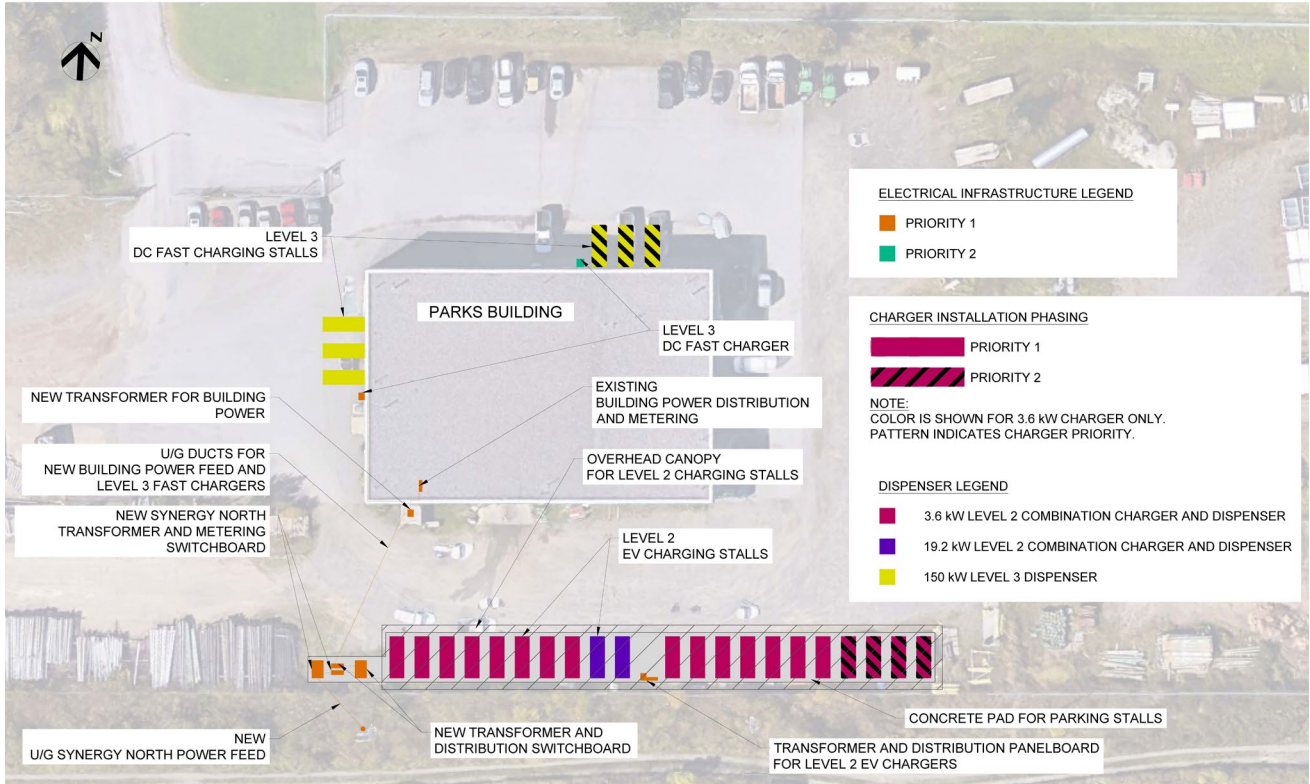 N
LEVEL 3
DC FAST CHARGING STALLS
PARKS BUILDING
LEVEL 3
DC FAST CHARGER
NEW TRANSFORMER FOR BUILDING
POWER
EXISTING
BUILDING POWER DISTRIBUTION
AND METERING
U/G DUCTS FOR
NEW BUILDING POWER FEED AND
LEVEL 3 FAST CHARGERS
OVERHEAD CANOPY
FOR LEVEL 2 CHARGING STALLS
NEW SYNERGY NORTH
TRANSFORMER AND METERING
SWITCHBOARD
LEVEL 2
EV CHARGING STALLS
NEW
U/G SYNERGY NORTH POWER FEED
NEW TRANSFORMER AND
DISTRIBUTION SWITCHBOARD
CONCRETE PAD FOR PARKING STALLS
TRANSFORMER AND DISTRIBUTION PANELBOARD
FOR LEVEL 2 EV CHARGERS
ELECTRICAL INFRASTRUCTURE LEGEND
PRIORITY 1
PRIORITY 2
CHARGER INSTALLATION PHASING
PRIORITY 1
PRIORITY 2
NOTE:
COLOR IS SHOWN FOR 3.6 kW CHARGER ONLY.
PATTERN INDICATES CHARGER PRIORITY.
DISPENSER LEGEND
3.6 kW LEVEL 2 COMBINATION CHARGER AND DISPENSER
19.2 kW LEVEL 2 COMBINATION CHARGER AND DISPENSER
150 kW LEVEL 3 DISPENSER